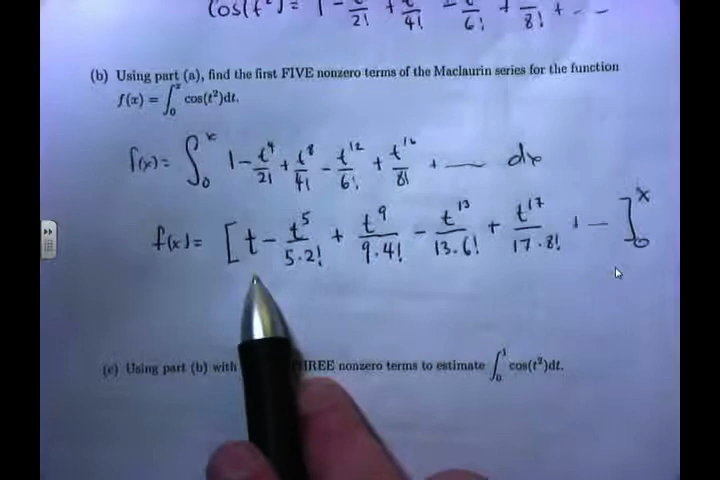 cos(t²) = 1 - t⁴/2! + t⁸/4! - t¹²/6! + t¹⁶/8! + ...
(b) Using part (a), find the first FIVE nonzero terms of the Maclaurin series for the function
f(x) = ∫₀ˣ cos(t²)dt.
f(x) = ∫₀ˣ 1 - t⁴/2! + t⁸/4! - t¹²/6! + t¹⁶/8! + ... dx
f(x) = [t - t⁵/5·2! + t⁹/9·4! - t¹³/13·6! + t¹⁷/17·8! + ...]₀ˣ
(c) Using part (b) with THREE nonzero terms to estimate ∫₀¹ cos(t²)dt.